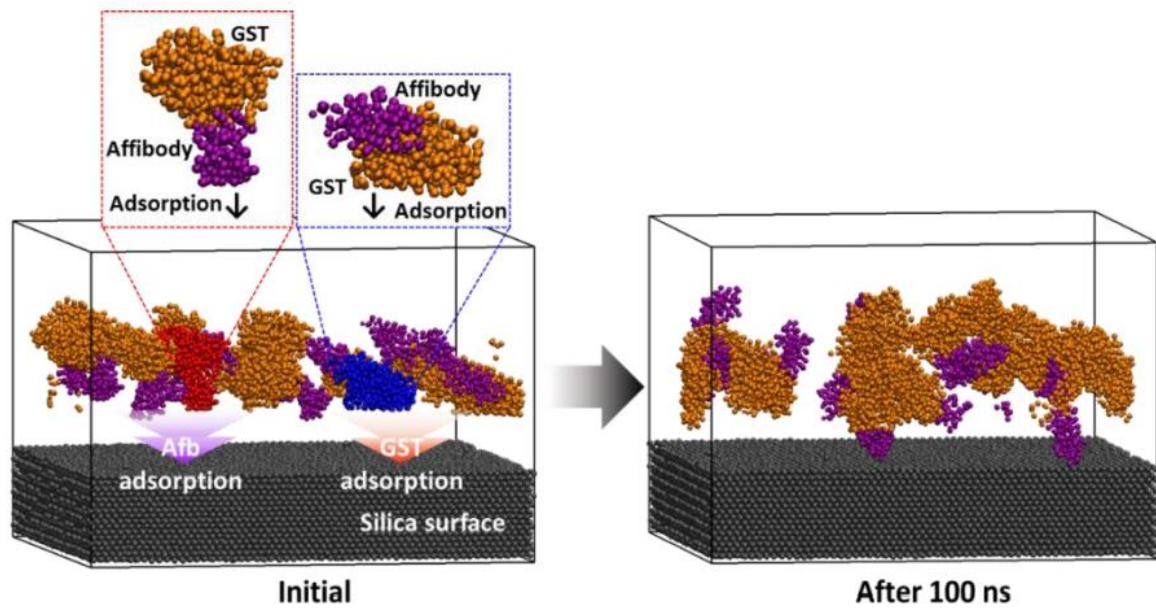 GST
Affibody
Adsorption
Affibody
GST
Adsorption
Afb
adsorption
GST
adsorption
Silica surface
Initial
After 100 ns